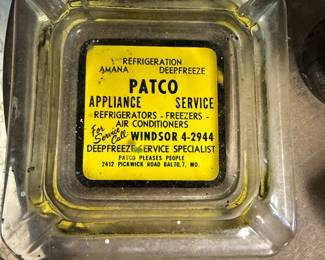 REFRIGERATION
AMANA DEEPFREEZE
PATCO
APPLIANCE SERVICE
REFRIGERATORS - FREEZERS -
AIR CONDITIONERS
For Service Call: WINDSOR 4-2944
DEEPFREEZE SERVICE SPECIALIST
PATCO PLEASES PEOPLE
2412 PICKWICK ROAD BALTO. 7, MD.